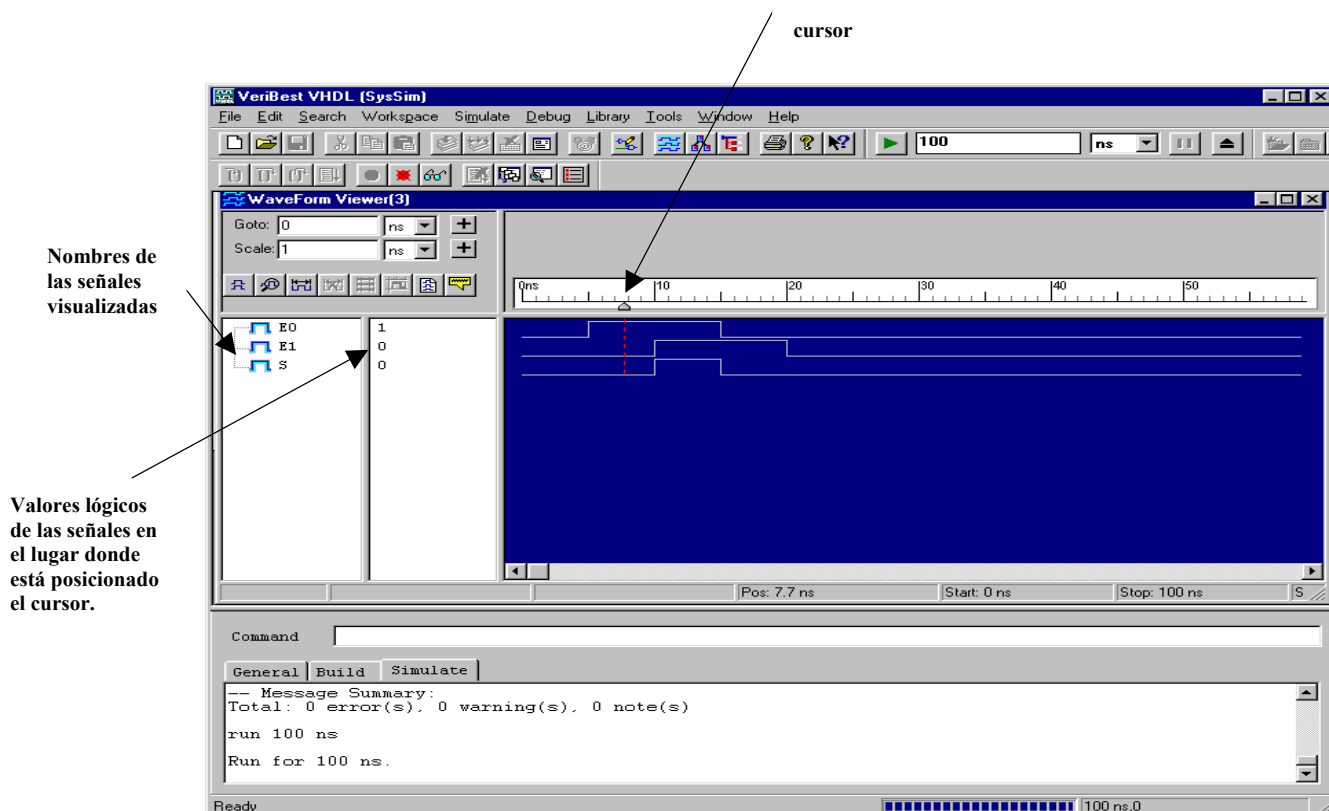 cursor
VeriBest VHDL (SysSim)
File Edit Search Workspace Simulate Debug Library Tools Window Help
100 ns
WaveForm Viewer(3)
Goto: 0 ns
Scale: 1 ns
0ns 10 20 30 40 50
Nombres de
las señales
visualizadas
E0 1
E1 0
S 0
Valores lógicos
de las señales en
el lugar donde
está posicionado
el cursor.
Pos: 7.7 ns Start: 0 ns Stop: 100 ns S
Command
General Build Simulate
-- Message Summary:
Total: 0 error(s), 0 warning(s), 0 note(s)
run 100 ns
Run for 100 ns.
Ready 100 ns,0